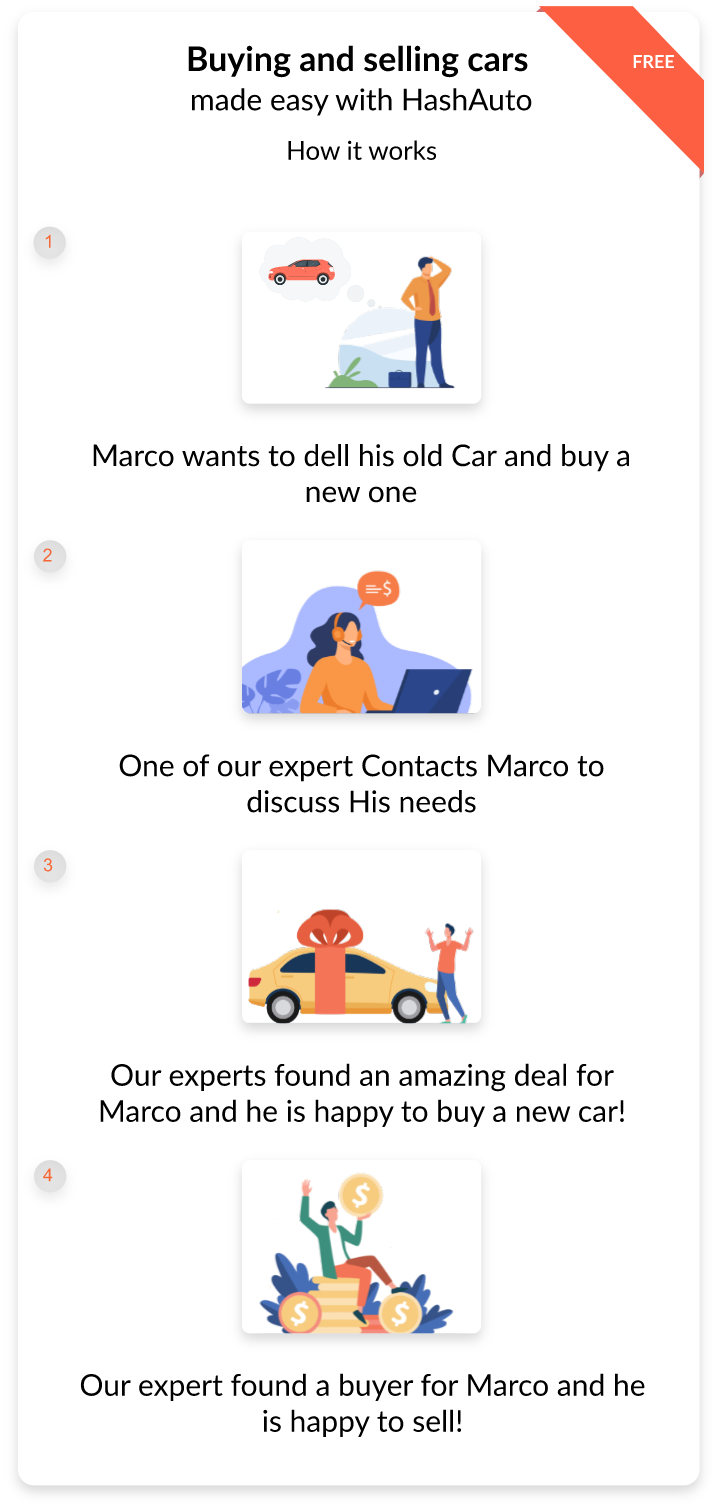 Buying and selling cars
FREE
made easy with HashAuto
How it works
1
Marco wants to dell his old Car and buy a
new one
2
$
One of our expert Contacts Marco to
discuss His needs
3
Our experts found an amazing deal for
Marco and he is happy to buy a new car!
4
$
$ $
Our expert found a buyer for Marco and he
is happy to sell!